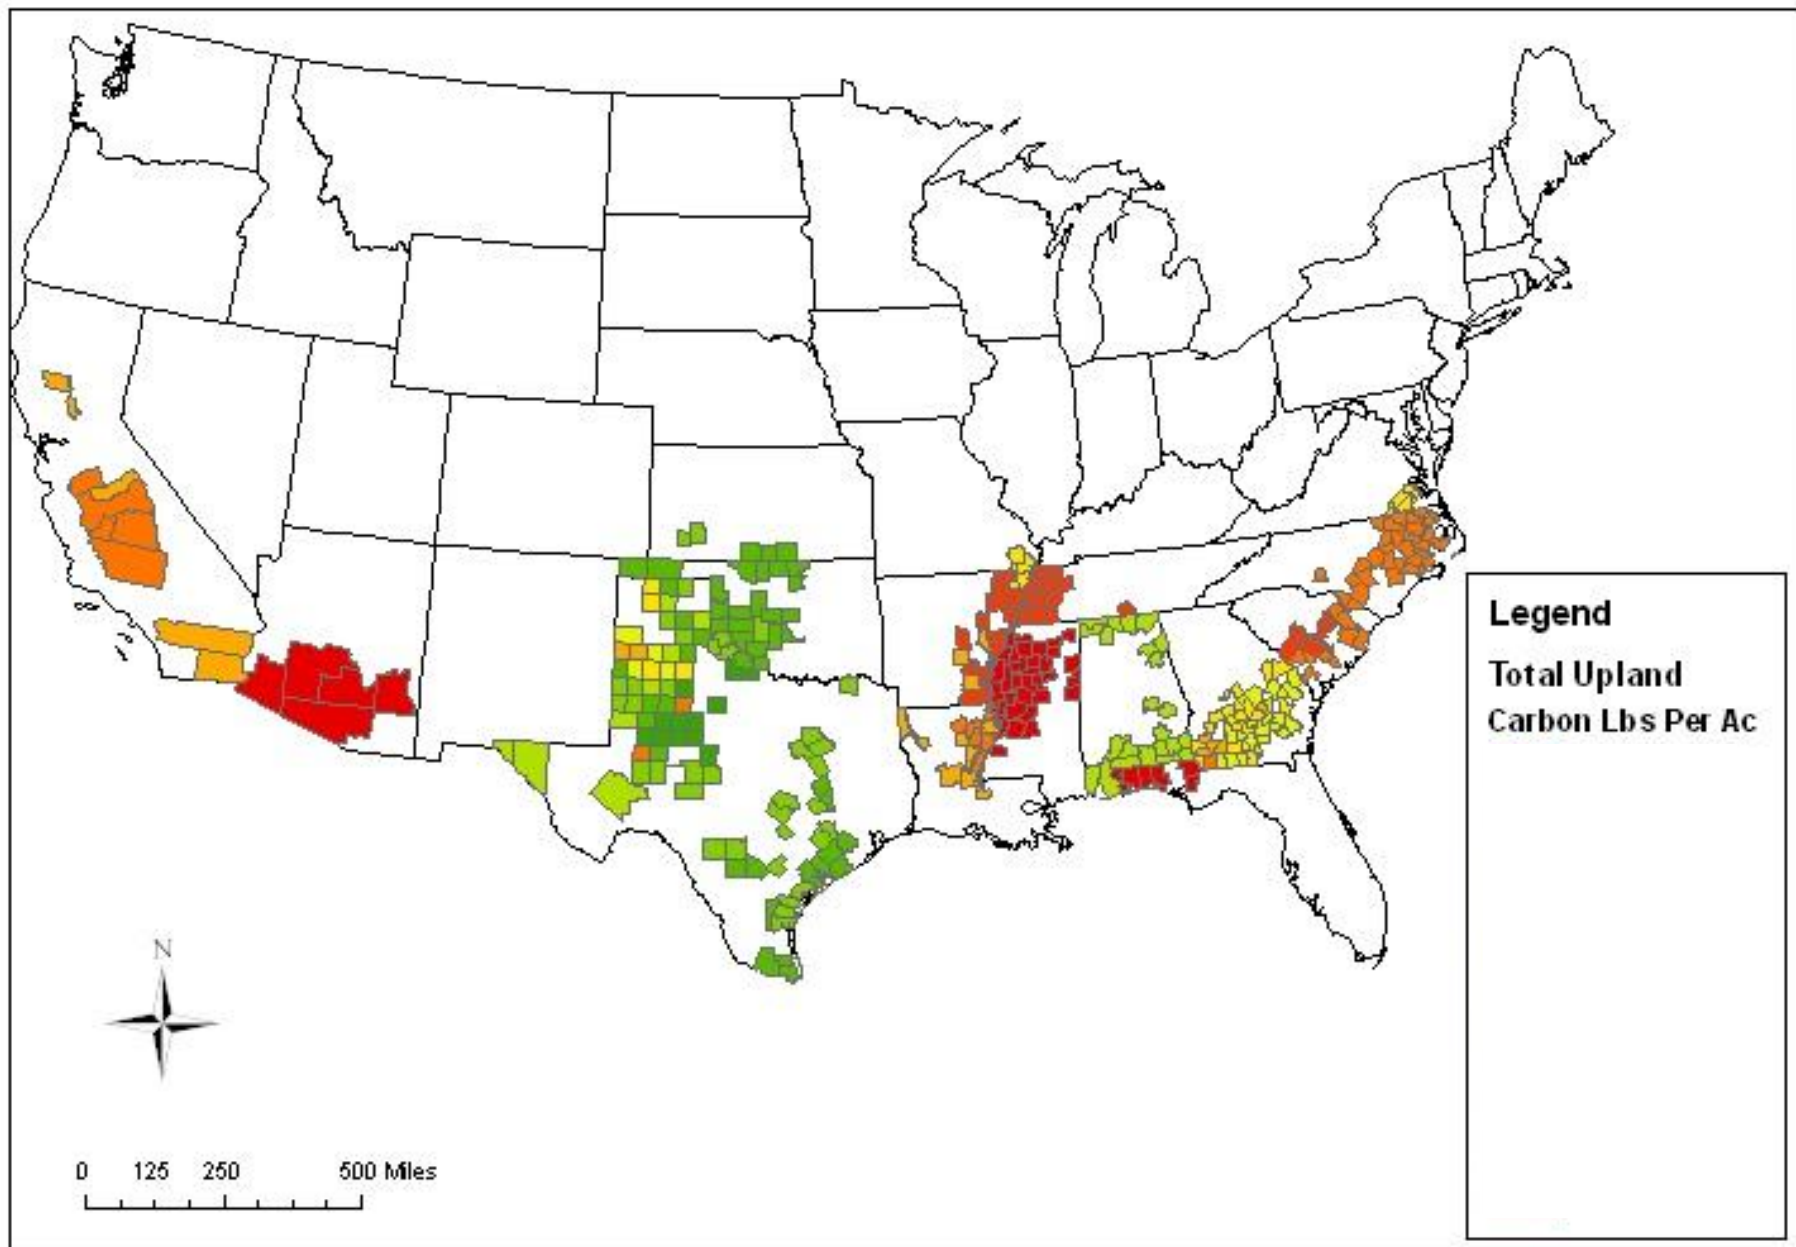 Legend
Total Upland
Carbon Lbs Per Ac
N
0 125 250 500 Miles